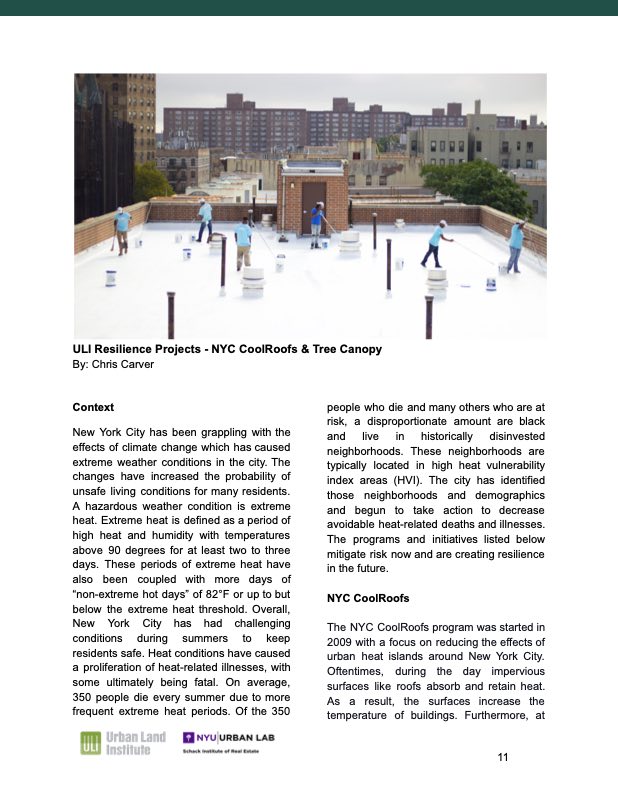 ULI Resilience Projects - NYC CoolRoofs & Tree Canopy
By: Chris Carver
Context
New York City has been grappling with the
effects of climate change which has caused
extreme weather conditions in the city. The
changes have increased the probability of
unsafe living conditions for many residents.
A hazardous weather condition is extreme
heat. Extreme heat is defined as a period of
high heat and humidity with temperatures
above 90 degrees for at least two to three
days. These periods of extreme heat have
also been coupled with more days of
“non-extreme hot days” of 82°F or up to but
below the extreme heat threshold. Overall,
New York City has had challenging
conditions during summers to keep
residents safe. Heat conditions have caused
a proliferation of heat-related illnesses, with
some ultimately being fatal. On average,
350 people die every summer due to more
frequent extreme heat periods. Of the 350
people who die and many others who are at
risk, a disproportionate amount are black
and live in historically disinvested
neighborhoods. These neighborhoods are
typically located in high heat vulnerability
index areas (HVI). The city has identified
those neighborhoods and demographics
and begun to take action to decrease
avoidable heat-related deaths and illnesses.
The programs and initiatives listed below
mitigate risk now and are creating resilience
in the future.
NYC CoolRoofs
The NYC CoolRoofs program was started in
2009 with a focus on reducing the effects of
urban heat islands around New York City.
Oftentimes, during the day impervious
surfaces like roofs absorb and retain heat.
As a result, the surfaces increase the
temperature of buildings. Furthermore, at
ULI Urban Land
Institute
NYU URBAN LAB
Schack Institute of Real Estate
11